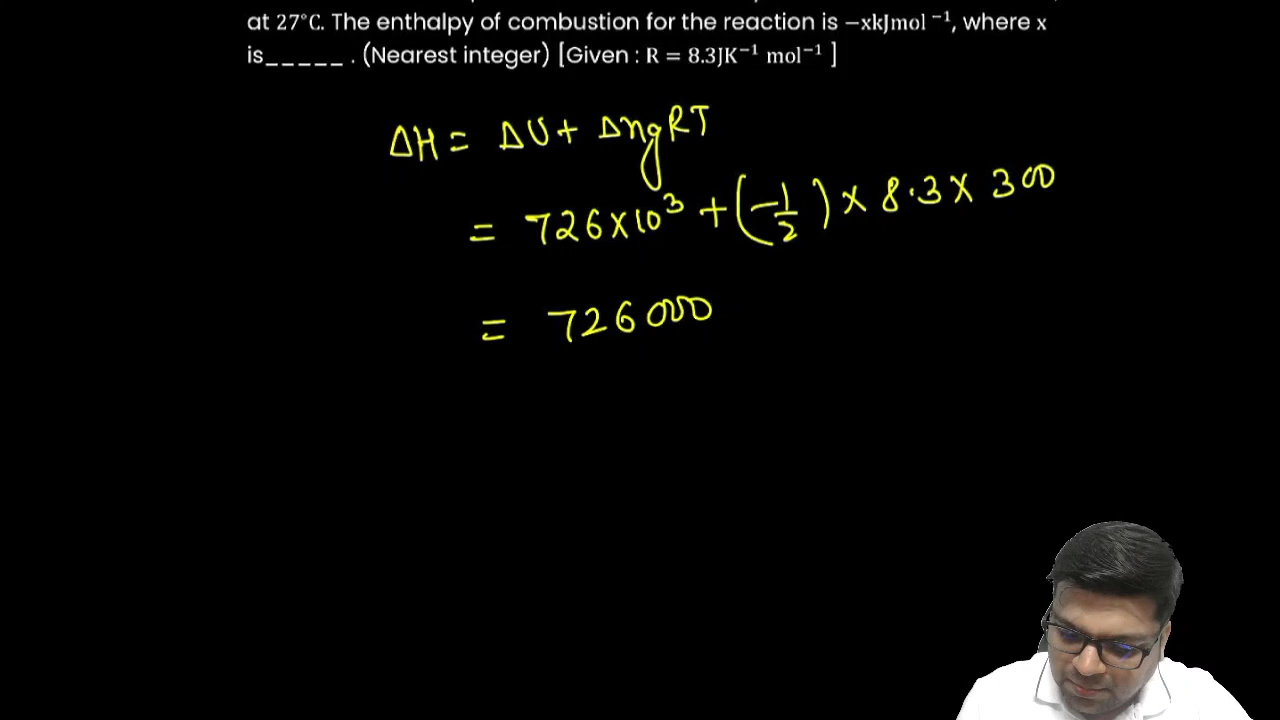 at 27°C. The enthalpy of combustion for the reaction is −xkJmol ⁻¹, where x
is_____ . (Nearest integer) [Given : R = 8.3JK⁻¹ mol⁻¹ ]
ΔH = ΔU + ΔngRT
= 726×10³ + (-1/2) × 8.3 × 300
= 726000